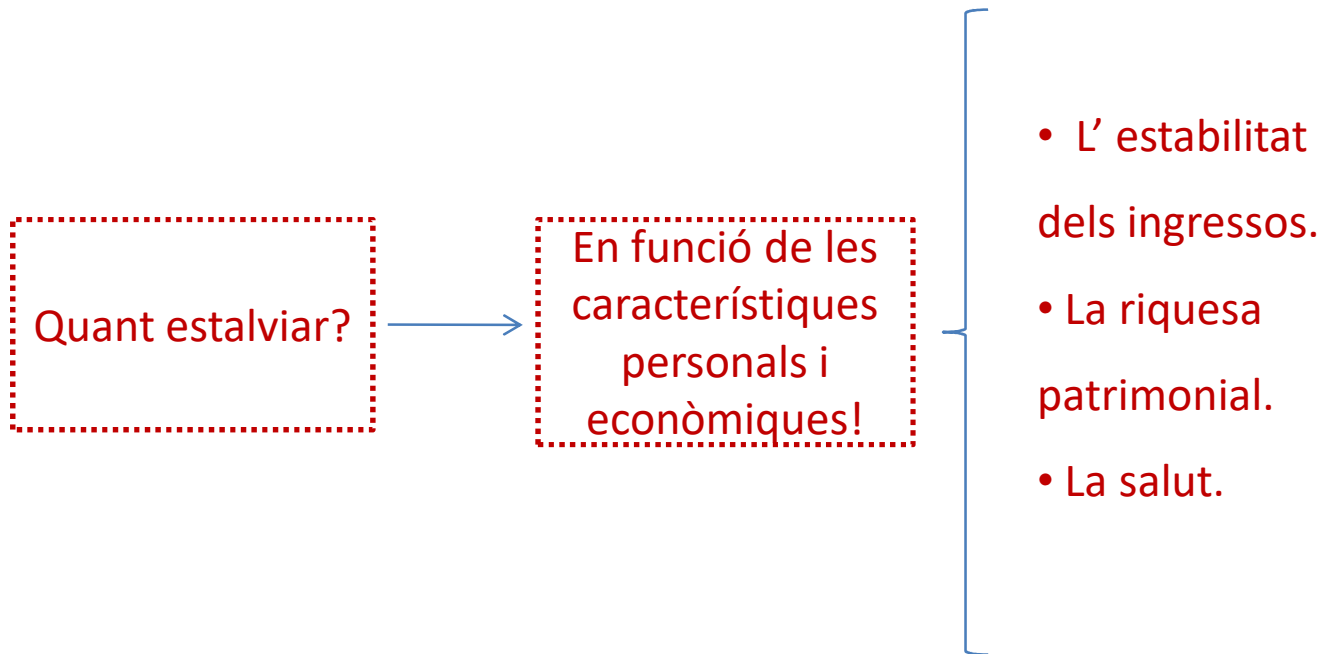 Quant estalviar?
En funció de les
característiques
personals i
econòmiques!
• L’ estabilitat
dels ingressos.
• La riquesa
patrimonial.
• La salut.